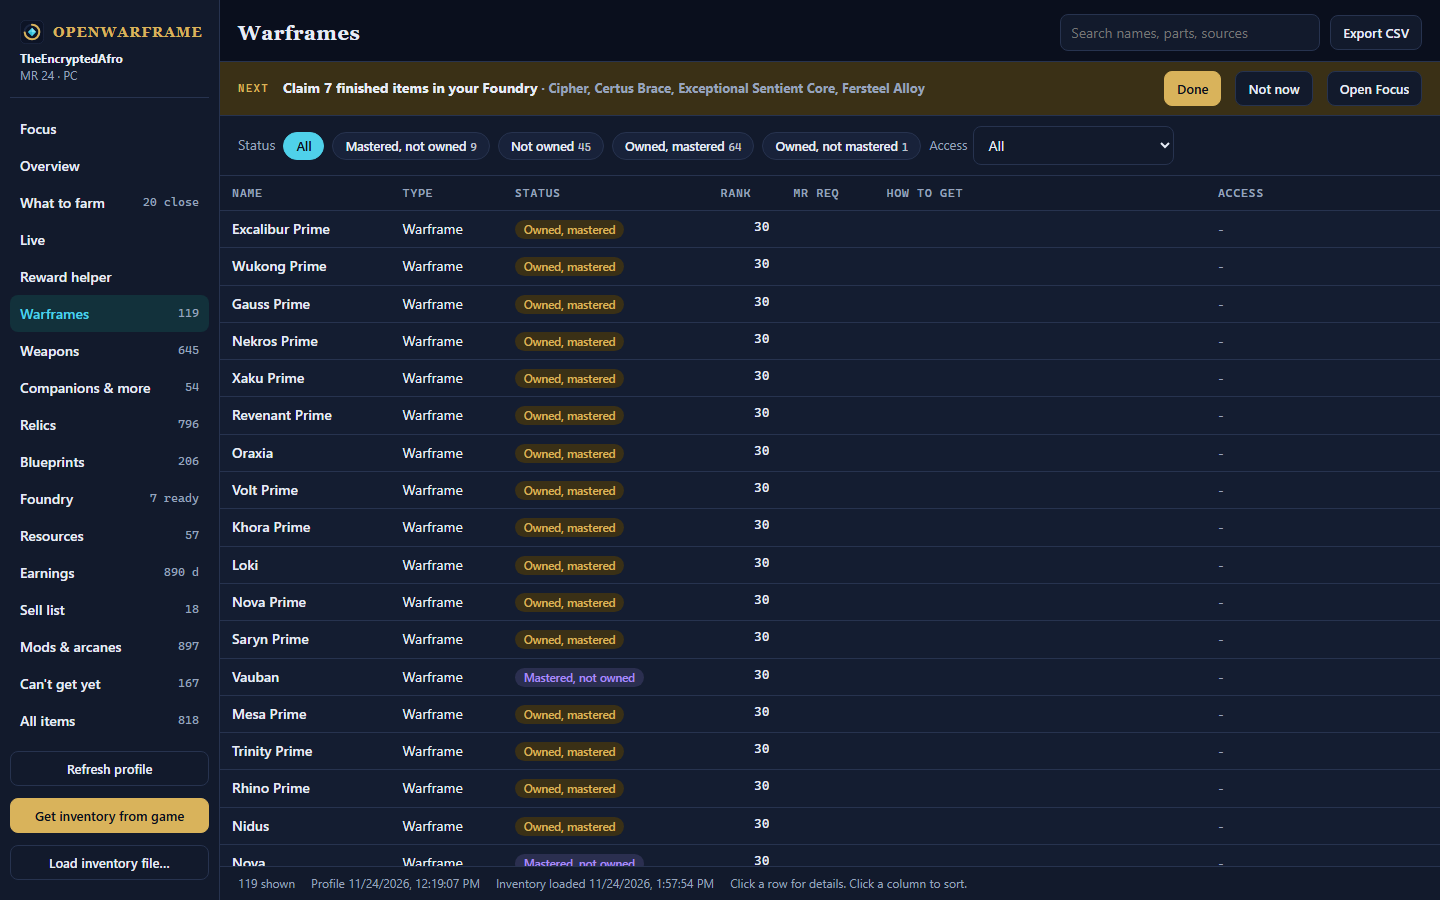 OPENWARFRAME
TheEncryptedAfro
MR 24 · PC
Focus
Overview
What to farm 20 close
Live
Reward helper
Warframes 119
Weapons 645
Companions & more 54
Relics 796
Blueprints 206
Foundry 7 ready
Resources 57
Earnings 890 d
Sell list 18
Mods & arcanes 897
Can't get yet 167
All items 818
Refresh profile
Get inventory from game
Load inventory file...
Warframes
Search names, parts, sources
Export CSV
NEXT Claim 7 finished items in your Foundry · Cipher, Certus Brace, Exceptional Sentient Core, Fersteel Alloy
Done
Not now
Open Focus
Status All Mastered, not owned 9 Not owned 45 Owned, mastered 64 Owned, not mastered 1 Access All
NAME TYPE STATUS RANK MR REQ HOW TO GET ACCESS
Excalibur Prime Warframe Owned, mastered 30 -
Wukong Prime Warframe Owned, mastered 30 -
Gauss Prime Warframe Owned, mastered 30 -
Nekros Prime Warframe Owned, mastered 30 -
Xaku Prime Warframe Owned, mastered 30 -
Revenant Prime Warframe Owned, mastered 30 -
Oraxia Warframe Owned, mastered 30 -
Volt Prime Warframe Owned, mastered 30 -
Khora Prime Warframe Owned, mastered 30 -
Loki Warframe Owned, mastered 30 -
Nova Prime Warframe Owned, mastered 30 -
Saryn Prime Warframe Owned, mastered 30 -
Vauban Warframe Mastered, not owned 30 -
Mesa Prime Warframe Owned, mastered 30 -
Trinity Prime Warframe Owned, mastered 30 -
Rhino Prime Warframe Owned, mastered 30 -
Nidus Warframe Owned, mastered 30 -
Nova Warframe Mastered, not owned 30 -
119 shown Profile 11/24/2026, 12:19:07 PM Inventory loaded 11/24/2026, 1:57:54 PM Click a row for details. Click a column to sort.